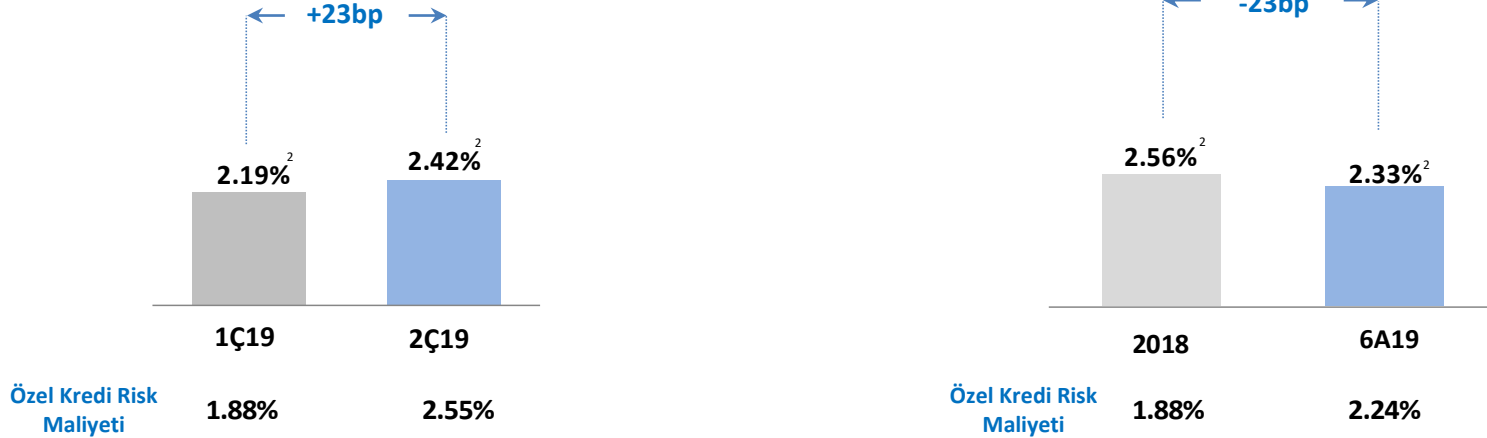 +23bp
2.19%2
2.42%2
1Ç19
2Ç19
Özel Kredi Risk
Maliyeti
1.88%
2.55%
-23bp
2.56%2
2.33%2
2018
6A19
Özel Kredi Risk
Maliyeti
1.88%
2.24%